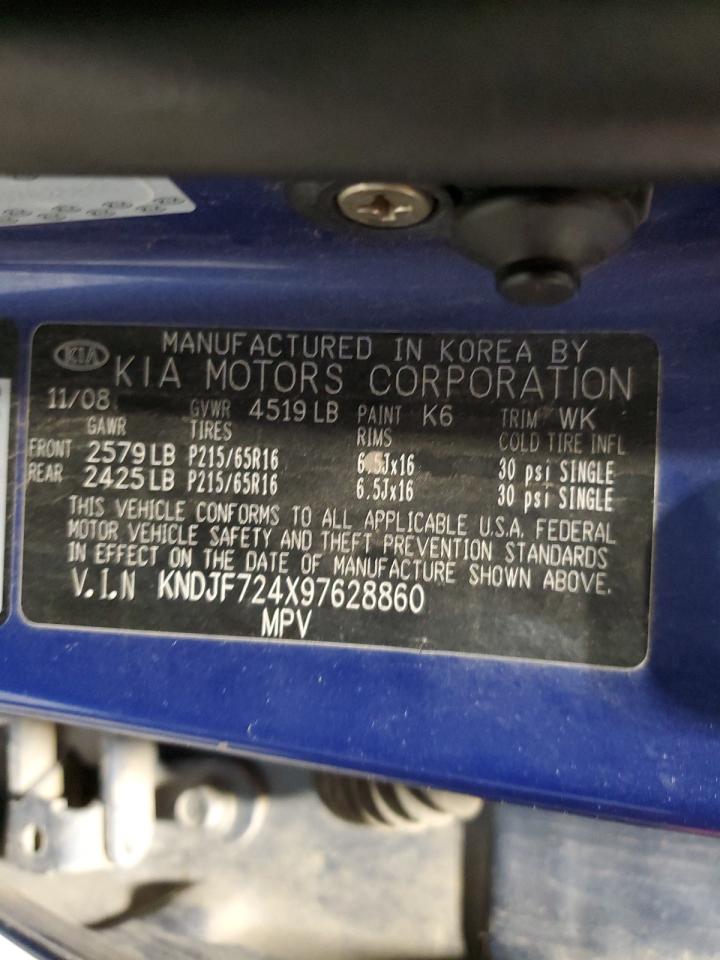 KIA
MANUFACTURED IN KOREA BY
KIA MOTORS CORPORATION
11/08 GVWR 4519 LB PAINT K6 TRIM WK
GAWR TIRES RIMS COLD TIRE INFL
FRONT 2579 LB P215/65R16 6.5Jx16 30 psi SINGLE
REAR 2425 LB P215/65R16 6.5Jx16 30 psi SINGLE
THIS VEHICLE CONFORMS TO ALL APPLICABLE U.S.A. FEDERAL
MOTOR VEHICLE SAFETY AND THEFT PREVENTION STANDARDS
IN EFFECT ON THE DATE OF MANUFACTURE SHOWN ABOVE.
V.I.N KNDJF724X97628860
MPV